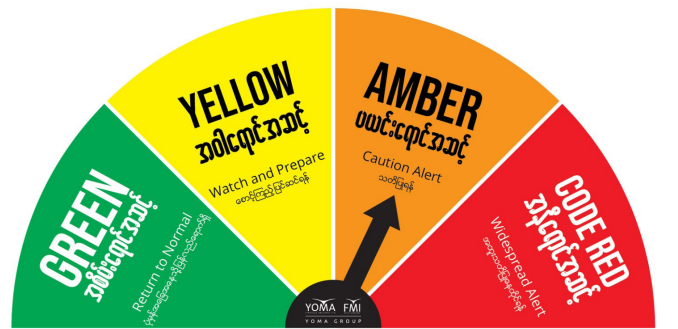 GREEN
အစိမ်းရောင်အဆင့်
Return to Normal
YELLOW
အဝါရောင်အဆင့်
Watch and Prepare
စောင့်ကြည့်ပြင်ဆင်ရန်
AMBER
ပယင်းရောင်အဆင့်
Caution Alert
သတိပြုရန်
CODE RED
အနီရောင်အဆင့်
Widespread Alert
YOMA FMI
YOMA GROUP